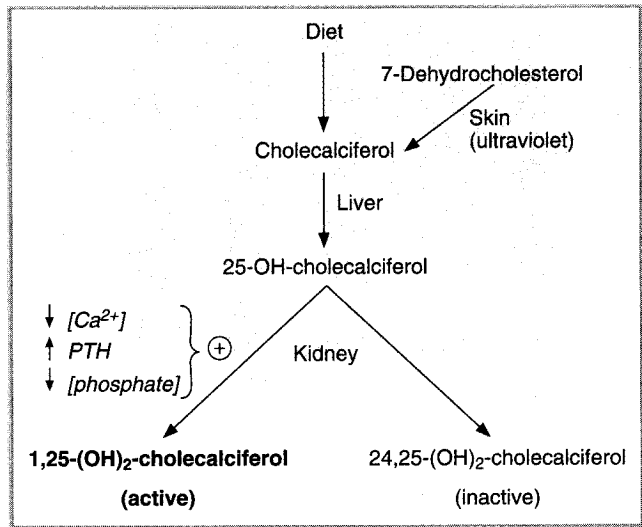 Diet
7-Dehydrocholesterol
Skin
(ultraviolet)
Cholecalciferol
Liver
25-OH-cholecalciferol
↓ [Ca²⁺]
↑ PTH
↓ [phosphate]
+
Kidney
1,25-(OH)₂-cholecalciferol
(active)
24,25-(OH)₂-cholecalciferol
(inactive)